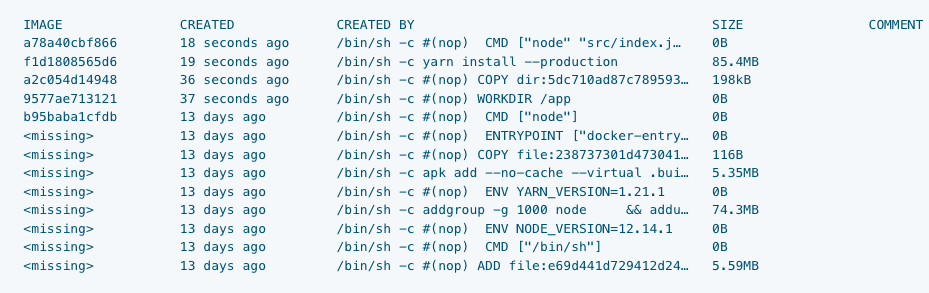 IMAGE               CREATED             CREATED BY                                      SIZE                COMMENT
a78a40cbf866        18 seconds ago      /bin/sh -c #(nop)  CMD ["node" "src/index.j…    0B
f1d1808565d6        19 seconds ago      /bin/sh -c yarn install --production            85.4MB
a2c054d14948        36 seconds ago      /bin/sh -c #(nop) COPY dir:5dc710ad87c789593…   198kB
9577ae713121        37 seconds ago      /bin/sh -c #(nop) WORKDIR /app                  0B
b95baba1cfdb        13 days ago         /bin/sh -c #(nop)  CMD ["node"]                 0B
<missing>           13 days ago         /bin/sh -c #(nop)  ENTRYPOINT ["docker-entry…   0B
<missing>           13 days ago         /bin/sh -c #(nop) COPY file:238737301d473041…   116B
<missing>           13 days ago         /bin/sh -c apk add --no-cache --virtual .bui…   5.35MB
<missing>           13 days ago         /bin/sh -c #(nop)  ENV YARN_VERSION=1.21.1      0B
<missing>           13 days ago         /bin/sh -c addgroup -g 1000 node     && addu…   74.3MB
<missing>           13 days ago         /bin/sh -c #(nop)  ENV NODE_VERSION=12.14.1     0B
<missing>           13 days ago         /bin/sh -c #(nop)  CMD ["/bin/sh"]              0B
<missing>           13 days ago         /bin/sh -c #(nop) ADD file:e69d441d729412d24…   5.59MB